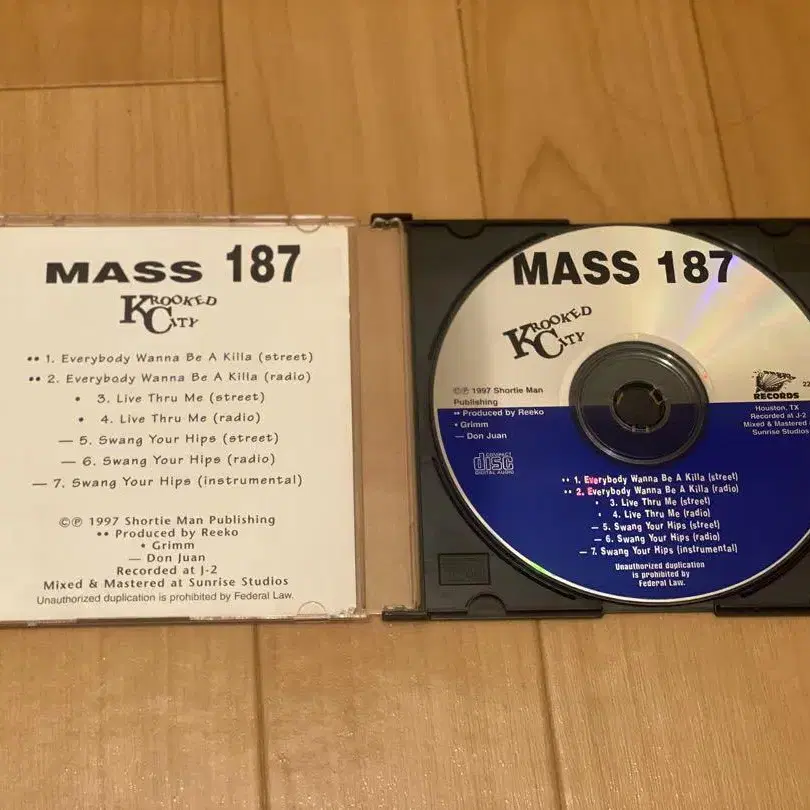 MASS 187
KROOKED CITY
•• 1. Everybody Wanna Be A Killa (street)
•• 2. Everybody Wanna Be A Killa (radio)
• 3. Live Thru Me (street)
• 4. Live Thru Me (radio)
— 5. Swang Your Hips (street)
— 6. Swang Your Hips (radio)
— 7. Swang Your Hips (instrumental)
©℗ 1997 Shortie Man Publishing
•• Produced by Reeko
• Grimm
— Don Juan
Recorded at J-2
Mixed & Mastered at Sunrise Studios
Unauthorized duplication is prohibited by Federal Law.
MASS 187
KROOKED CITY
©℗ 1997 Shortie Man
Publishing
•• Produced by Reeko
• Grimm
— Don Juan
RECORDS
22
Houston, TX
Recorded at J-2
Mixed & Mastered
Sunrise Studios
COMPACT
disc
DIGITAL AUDIO
•• 1. Everybody Wanna Be A Killa (street)
•• 2. Everybody Wanna Be A Killa (radio)
• 3. Live Thru Me (street)
• 4. Live Thru Me (radio)
— 5. Swang Your Hips (street)
— 6. Swang Your Hips (radio)
— 7. Swang Your Hips (instrumental)
Unauthorized duplication
is prohibited by
Federal Law.